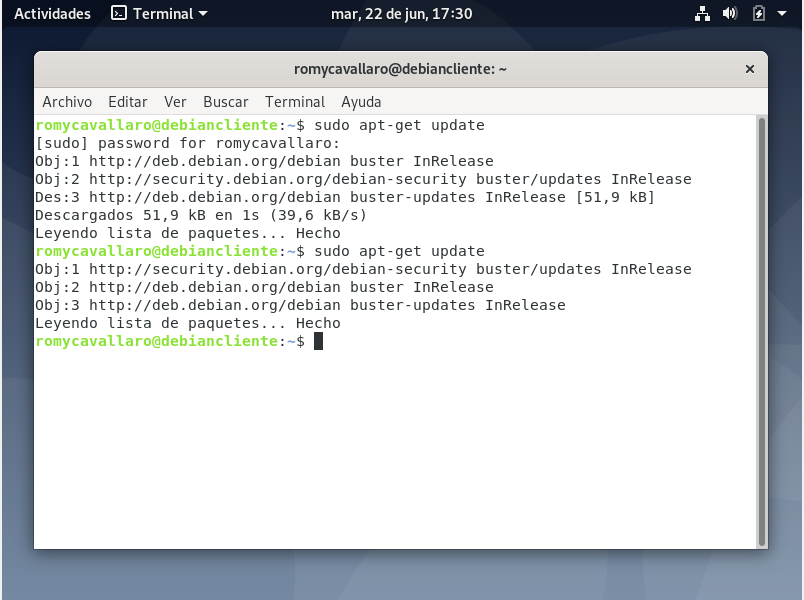 Actividades Terminal mar, 22 de jun, 17:30
romycavallaro@debiancliente: ~
Archivo Editar Ver Buscar Terminal Ayuda
romycavallaro@debiancliente:~$ sudo apt-get update
[sudo] password for romycavallaro:
Obj:1 http://deb.debian.org/debian buster InRelease
Obj:2 http://security.debian.org/debian-security buster/updates InRelease
Des:3 http://deb.debian.org/debian buster-updates InRelease [51,9 kB]
Descargados 51,9 kB en 1s (39,6 kB/s)
Leyendo lista de paquetes... Hecho
romycavallaro@debiancliente:~$ sudo apt-get update
Obj:1 http://security.debian.org/debian-security buster/updates InRelease
Obj:2 http://deb.debian.org/debian buster InRelease
Obj:3 http://deb.debian.org/debian buster-updates InRelease
Leyendo lista de paquetes... Hecho
romycavallaro@debiancliente:~$